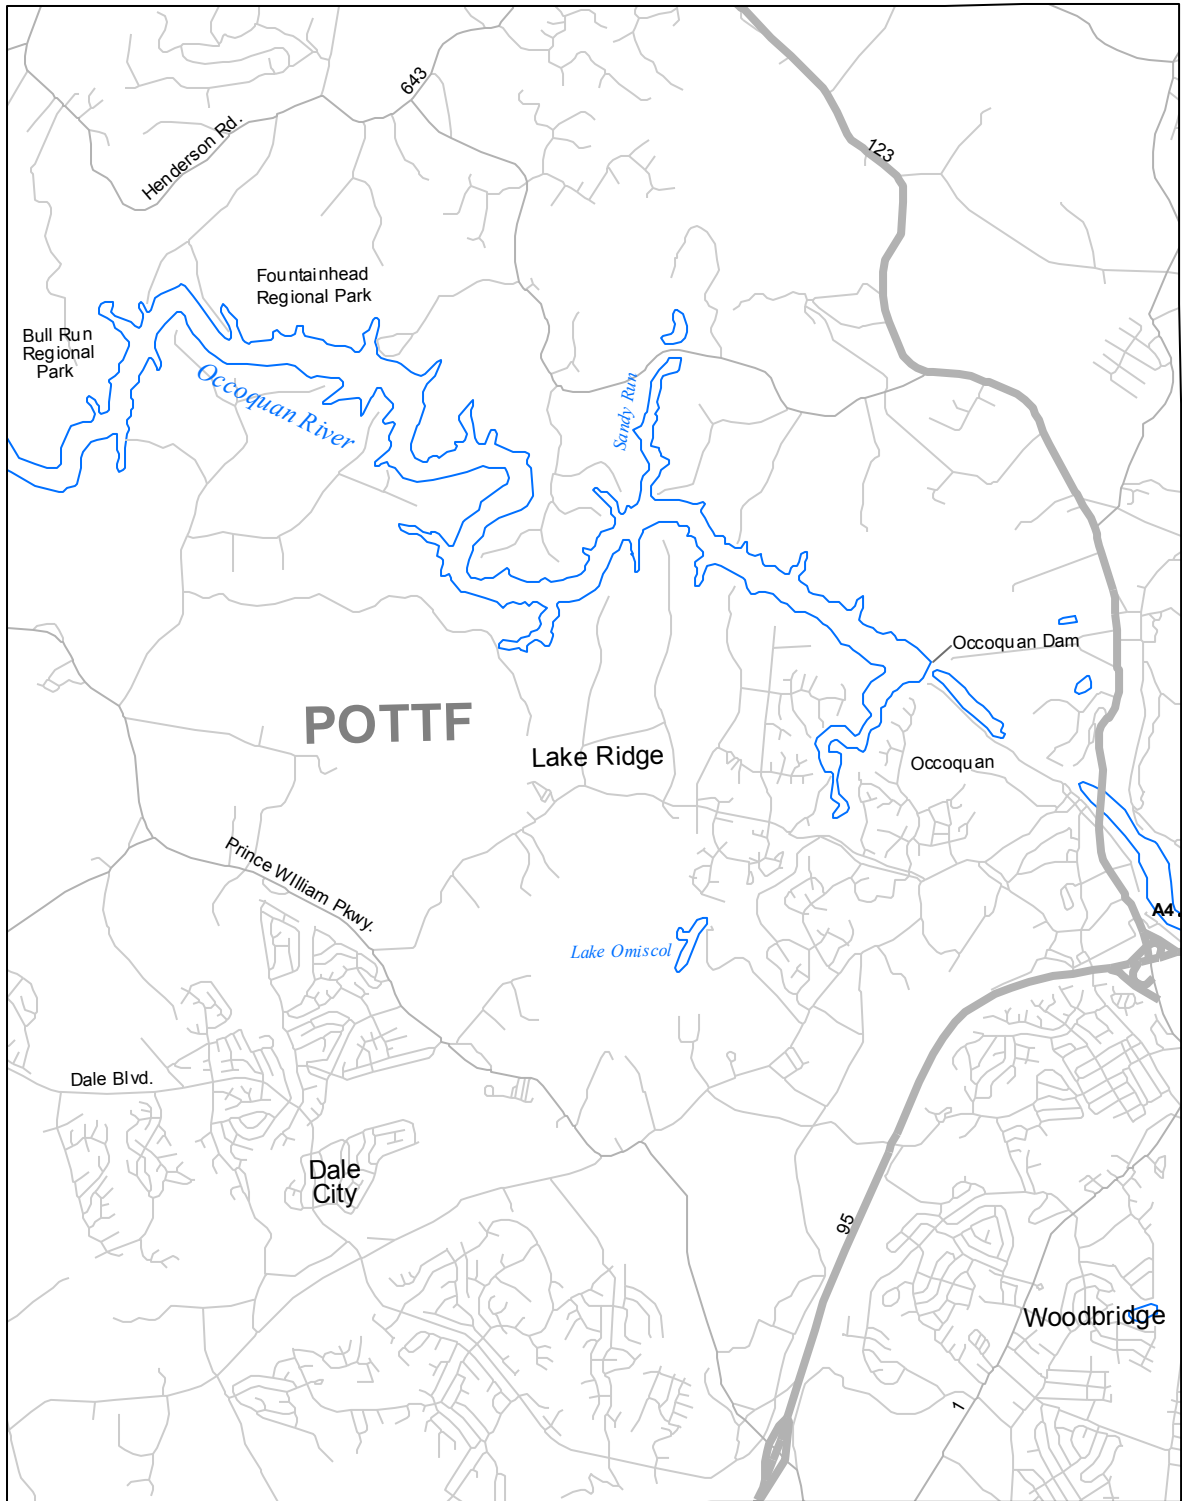 643
123
Henderson Rd.
Fountainhead
Regional Park
Bull Run
Regional
Park
Occoquan River
Sandy Run
Occoquan Dam
POTTF
Lake Ridge
Occoquan
Prince WIlliam Pkwy.
A4
Lake Omiscol
Dale Blvd.
Dale
City
95
Woodbridge
1